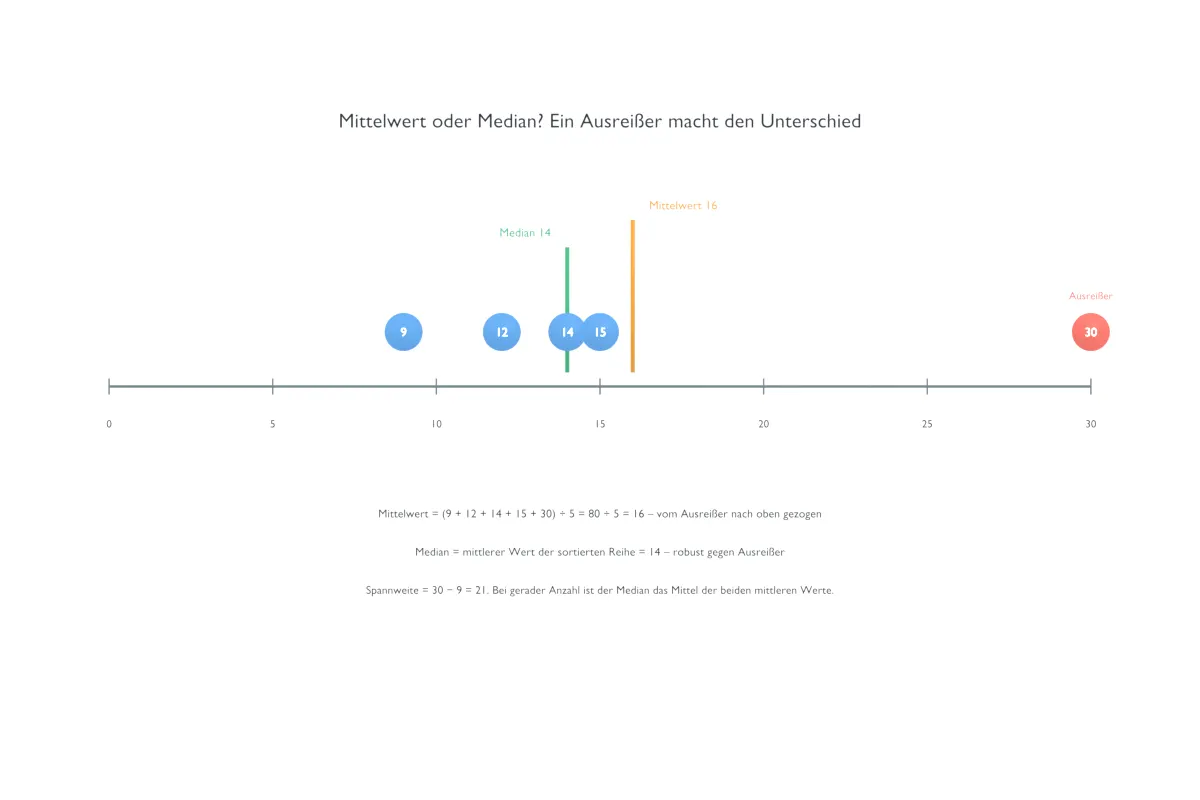 Mittelwert oder Median? Ein Ausreißer macht den Unterschied
Mittelwert 16
Median 14
Ausreißer
9
12
14
15
30
0
5
10
15
20
25
30
Mittelwert = (9 + 12 + 14 + 15 + 30) ÷ 5 = 80 ÷ 5 = 16 – vom Ausreißer nach oben gezogen
Median = mittlerer Wert der sortierten Reihe = 14 – robust gegen Ausreißer
Spannweite = 30 − 9 = 21. Bei gerader Anzahl ist der Median das Mittel der beiden mittleren Werte.